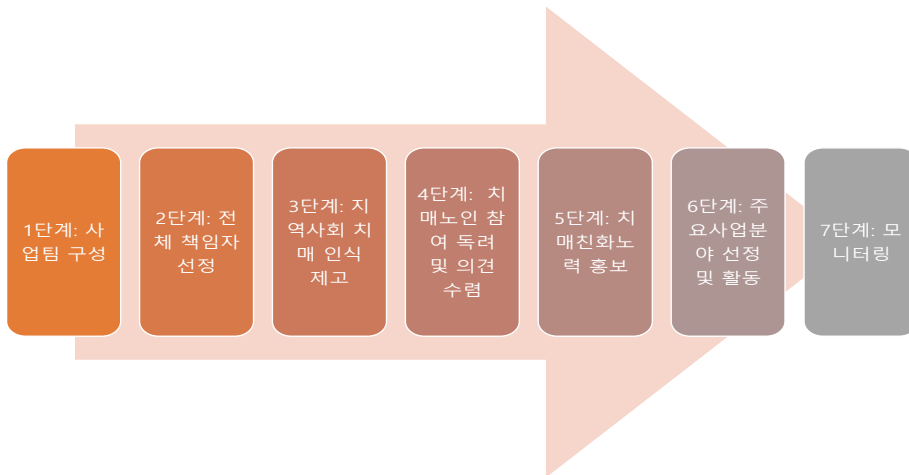 1단계: 사
업팀 구성
2단계: 전
체 책임자
선정
3단계: 지
역사회 치
매 인식
제고
4단계:  치
매노인 참
여 독려
및 의견
수렴
5단계: 치
매친화노
력 홍보
6단계: 주
요사업분
야 선정
및 활동
7단계: 모
니터링